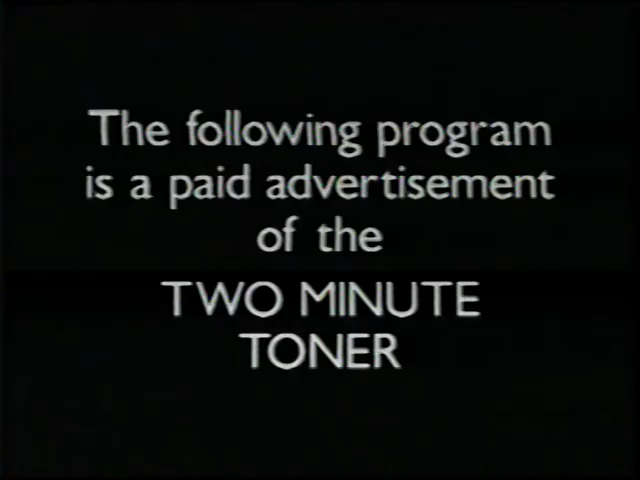 The following program
is a paid advertisement
of the
TWO MINUTE
TONER